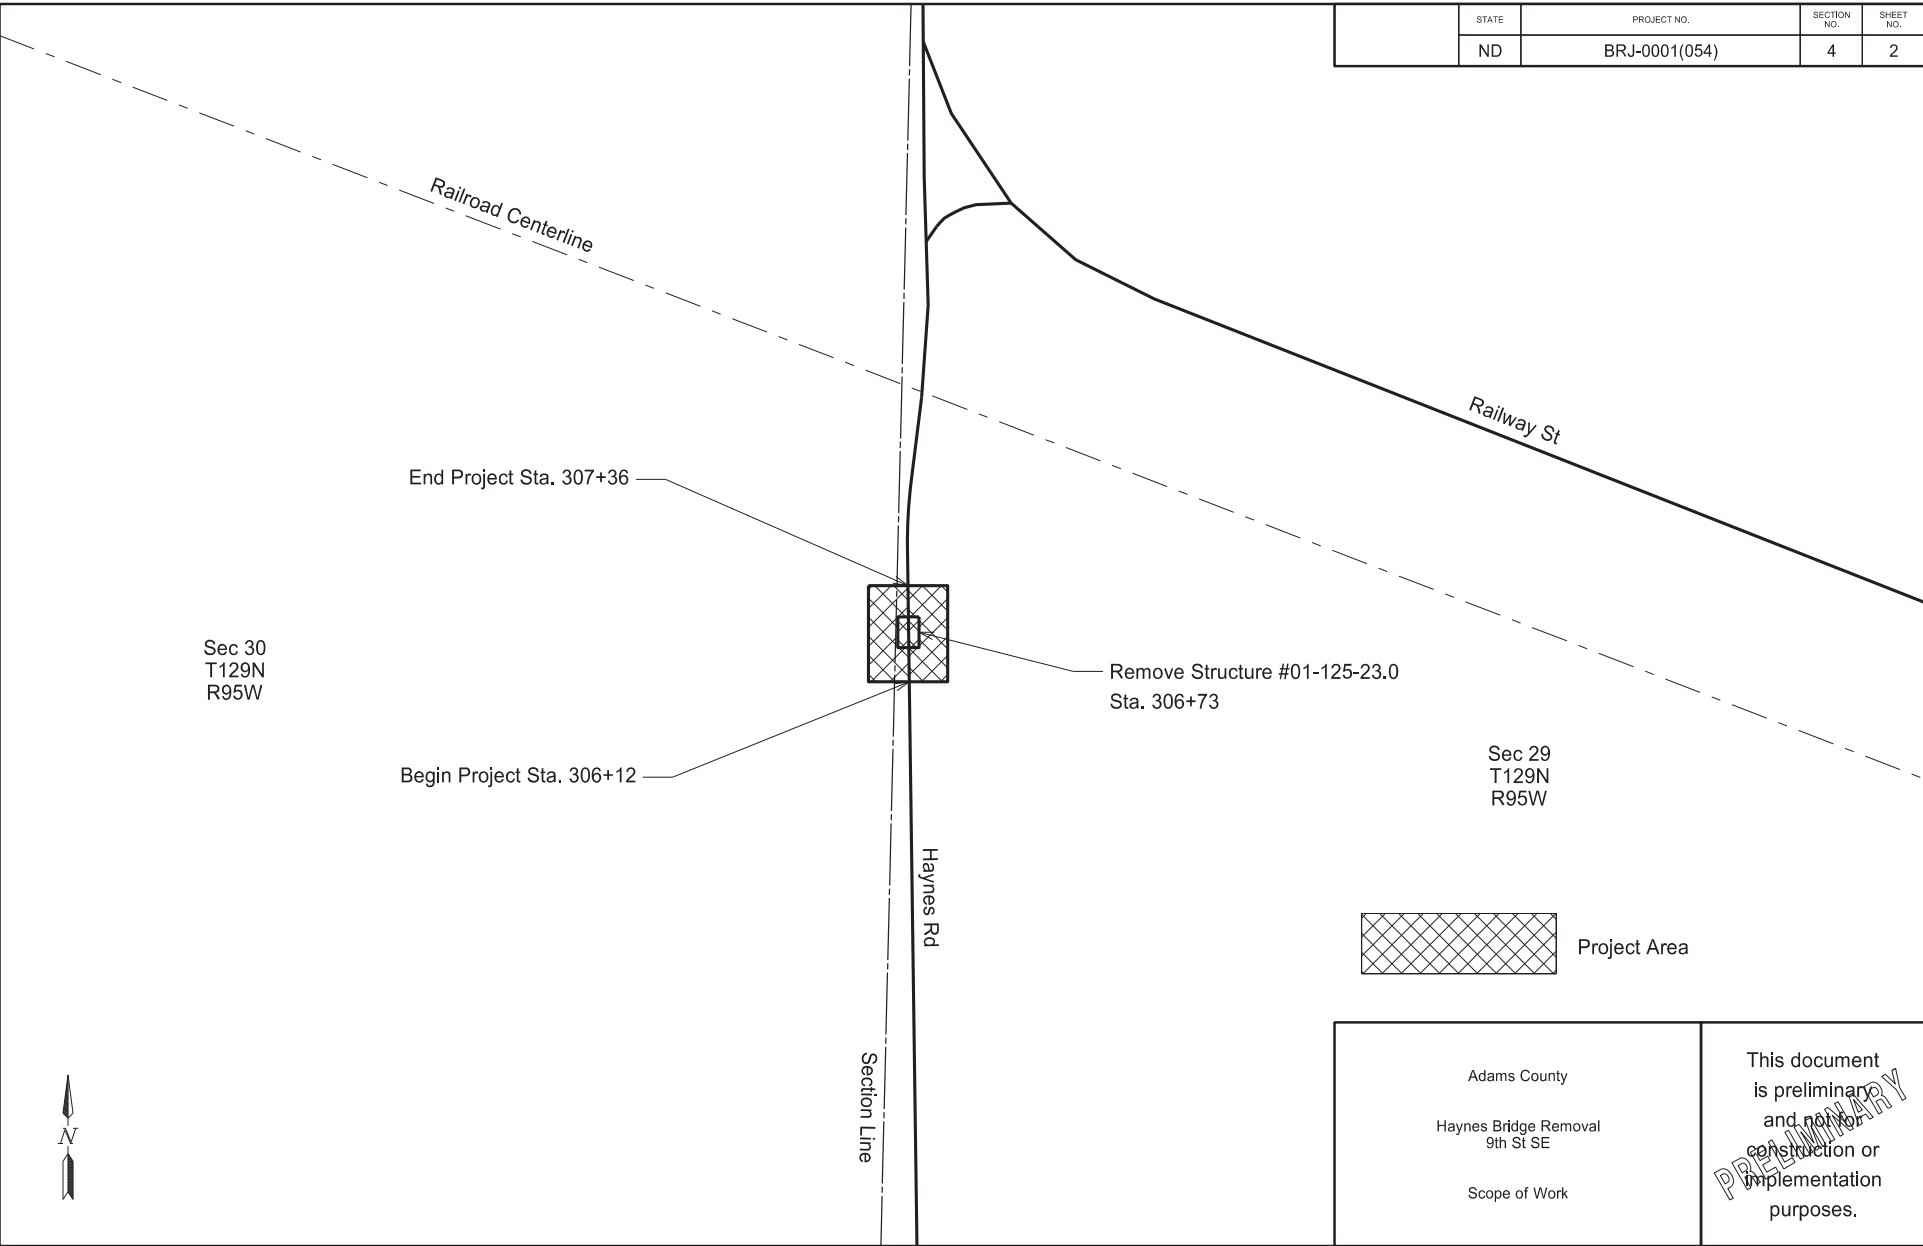 STATE
PROJECT NO.
SECTION NO.
SHEET NO.
ND
BRJ-0001(054)
4
2
Railroad Centerline
Railway St
End Project Sta. 307+36
Sec 30
T129N
R95W
Remove Structure #01-125-23.0
Sta. 306+73
Begin Project Sta. 306+12
Sec 29
T129N
R95W
Haynes Rd
Project Area
Section Line
N
Adams County
Haynes Bridge Removal
9th St SE
Scope of Work
This document
is preliminary
and not for
construction or
implementation
purposes.
PRELIMINARY